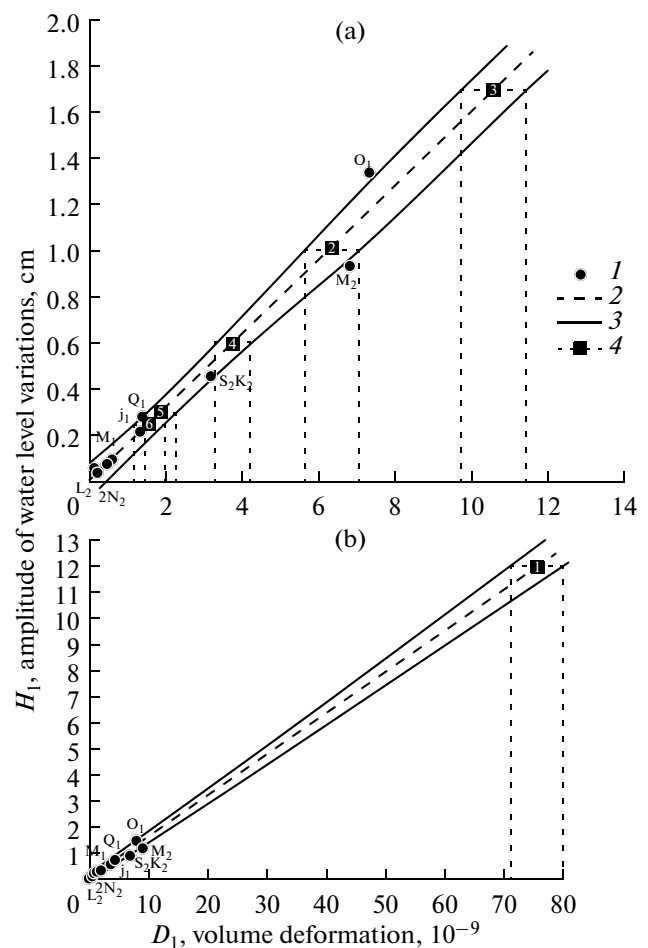 (a)
2.0
1.8
1.6
1.4
1.2
1.0
0.8
0.6
0.4
0.2
0 2 4 6 8 10 12 14
O₁
M₂
S₂K₂
Q₁
j₁
M₁
L₂ 2N₂
3
2
4
5
6
1
2
3
4
H₁, amplitude of water level variations, cm
(b)
13
12
11
10
9
8
7
6
5
4
3
2
1
0 10 20 30 40 50 60 70 80
1
O₁
Q₁
M₁
M₂
S₂K₂
j₁
L₂ 2N₂
D₁, volume deformation, 10⁻⁹